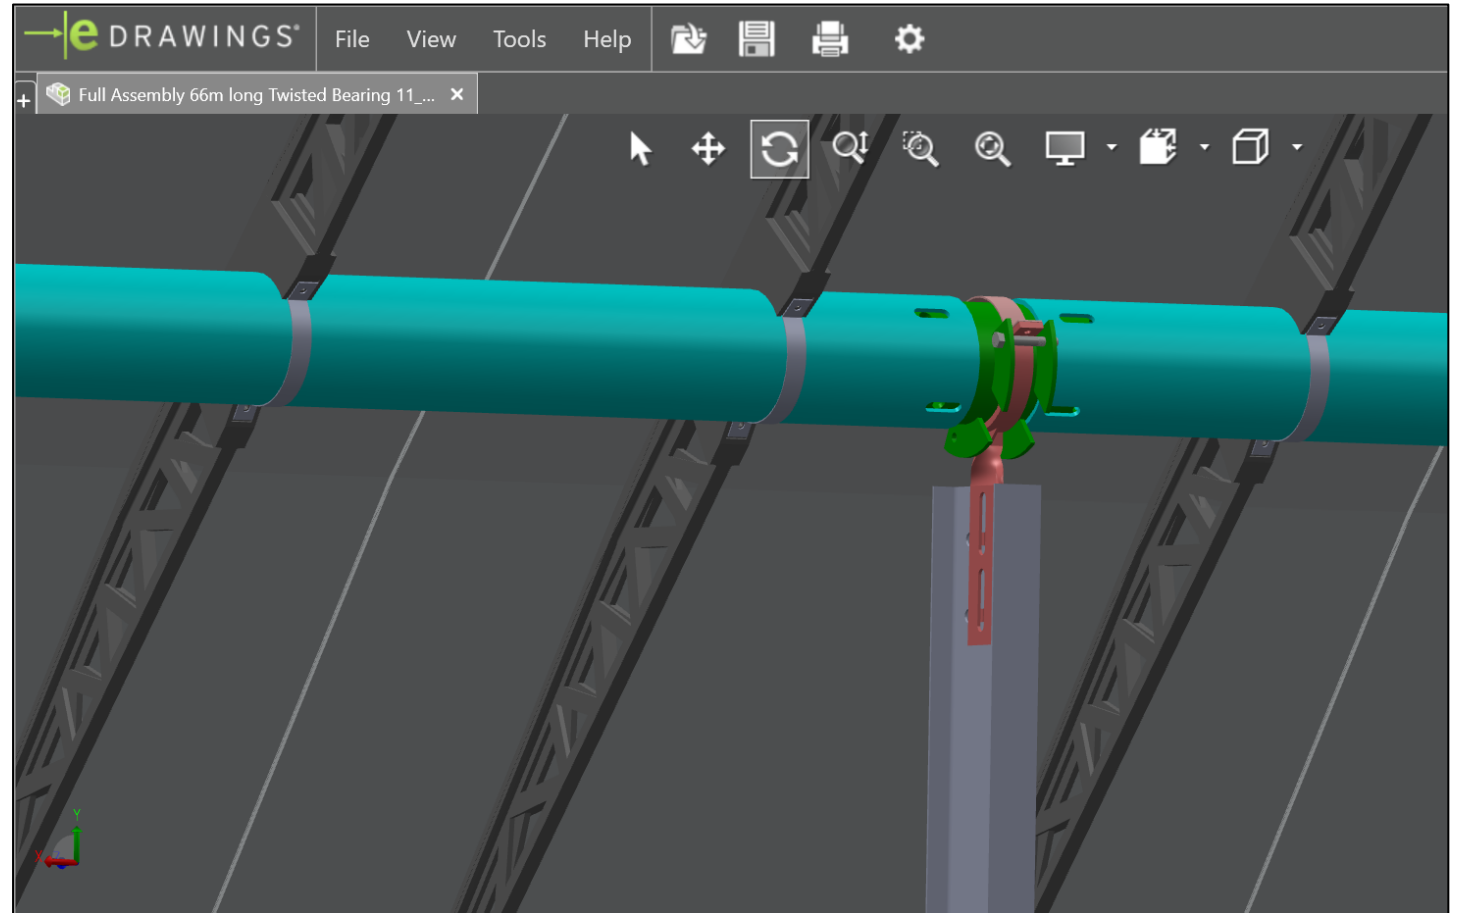 eDRAWINGS® File View Tools Help
+ Full Assembly 66m long Twisted Bearing 11_... ×
Y
X